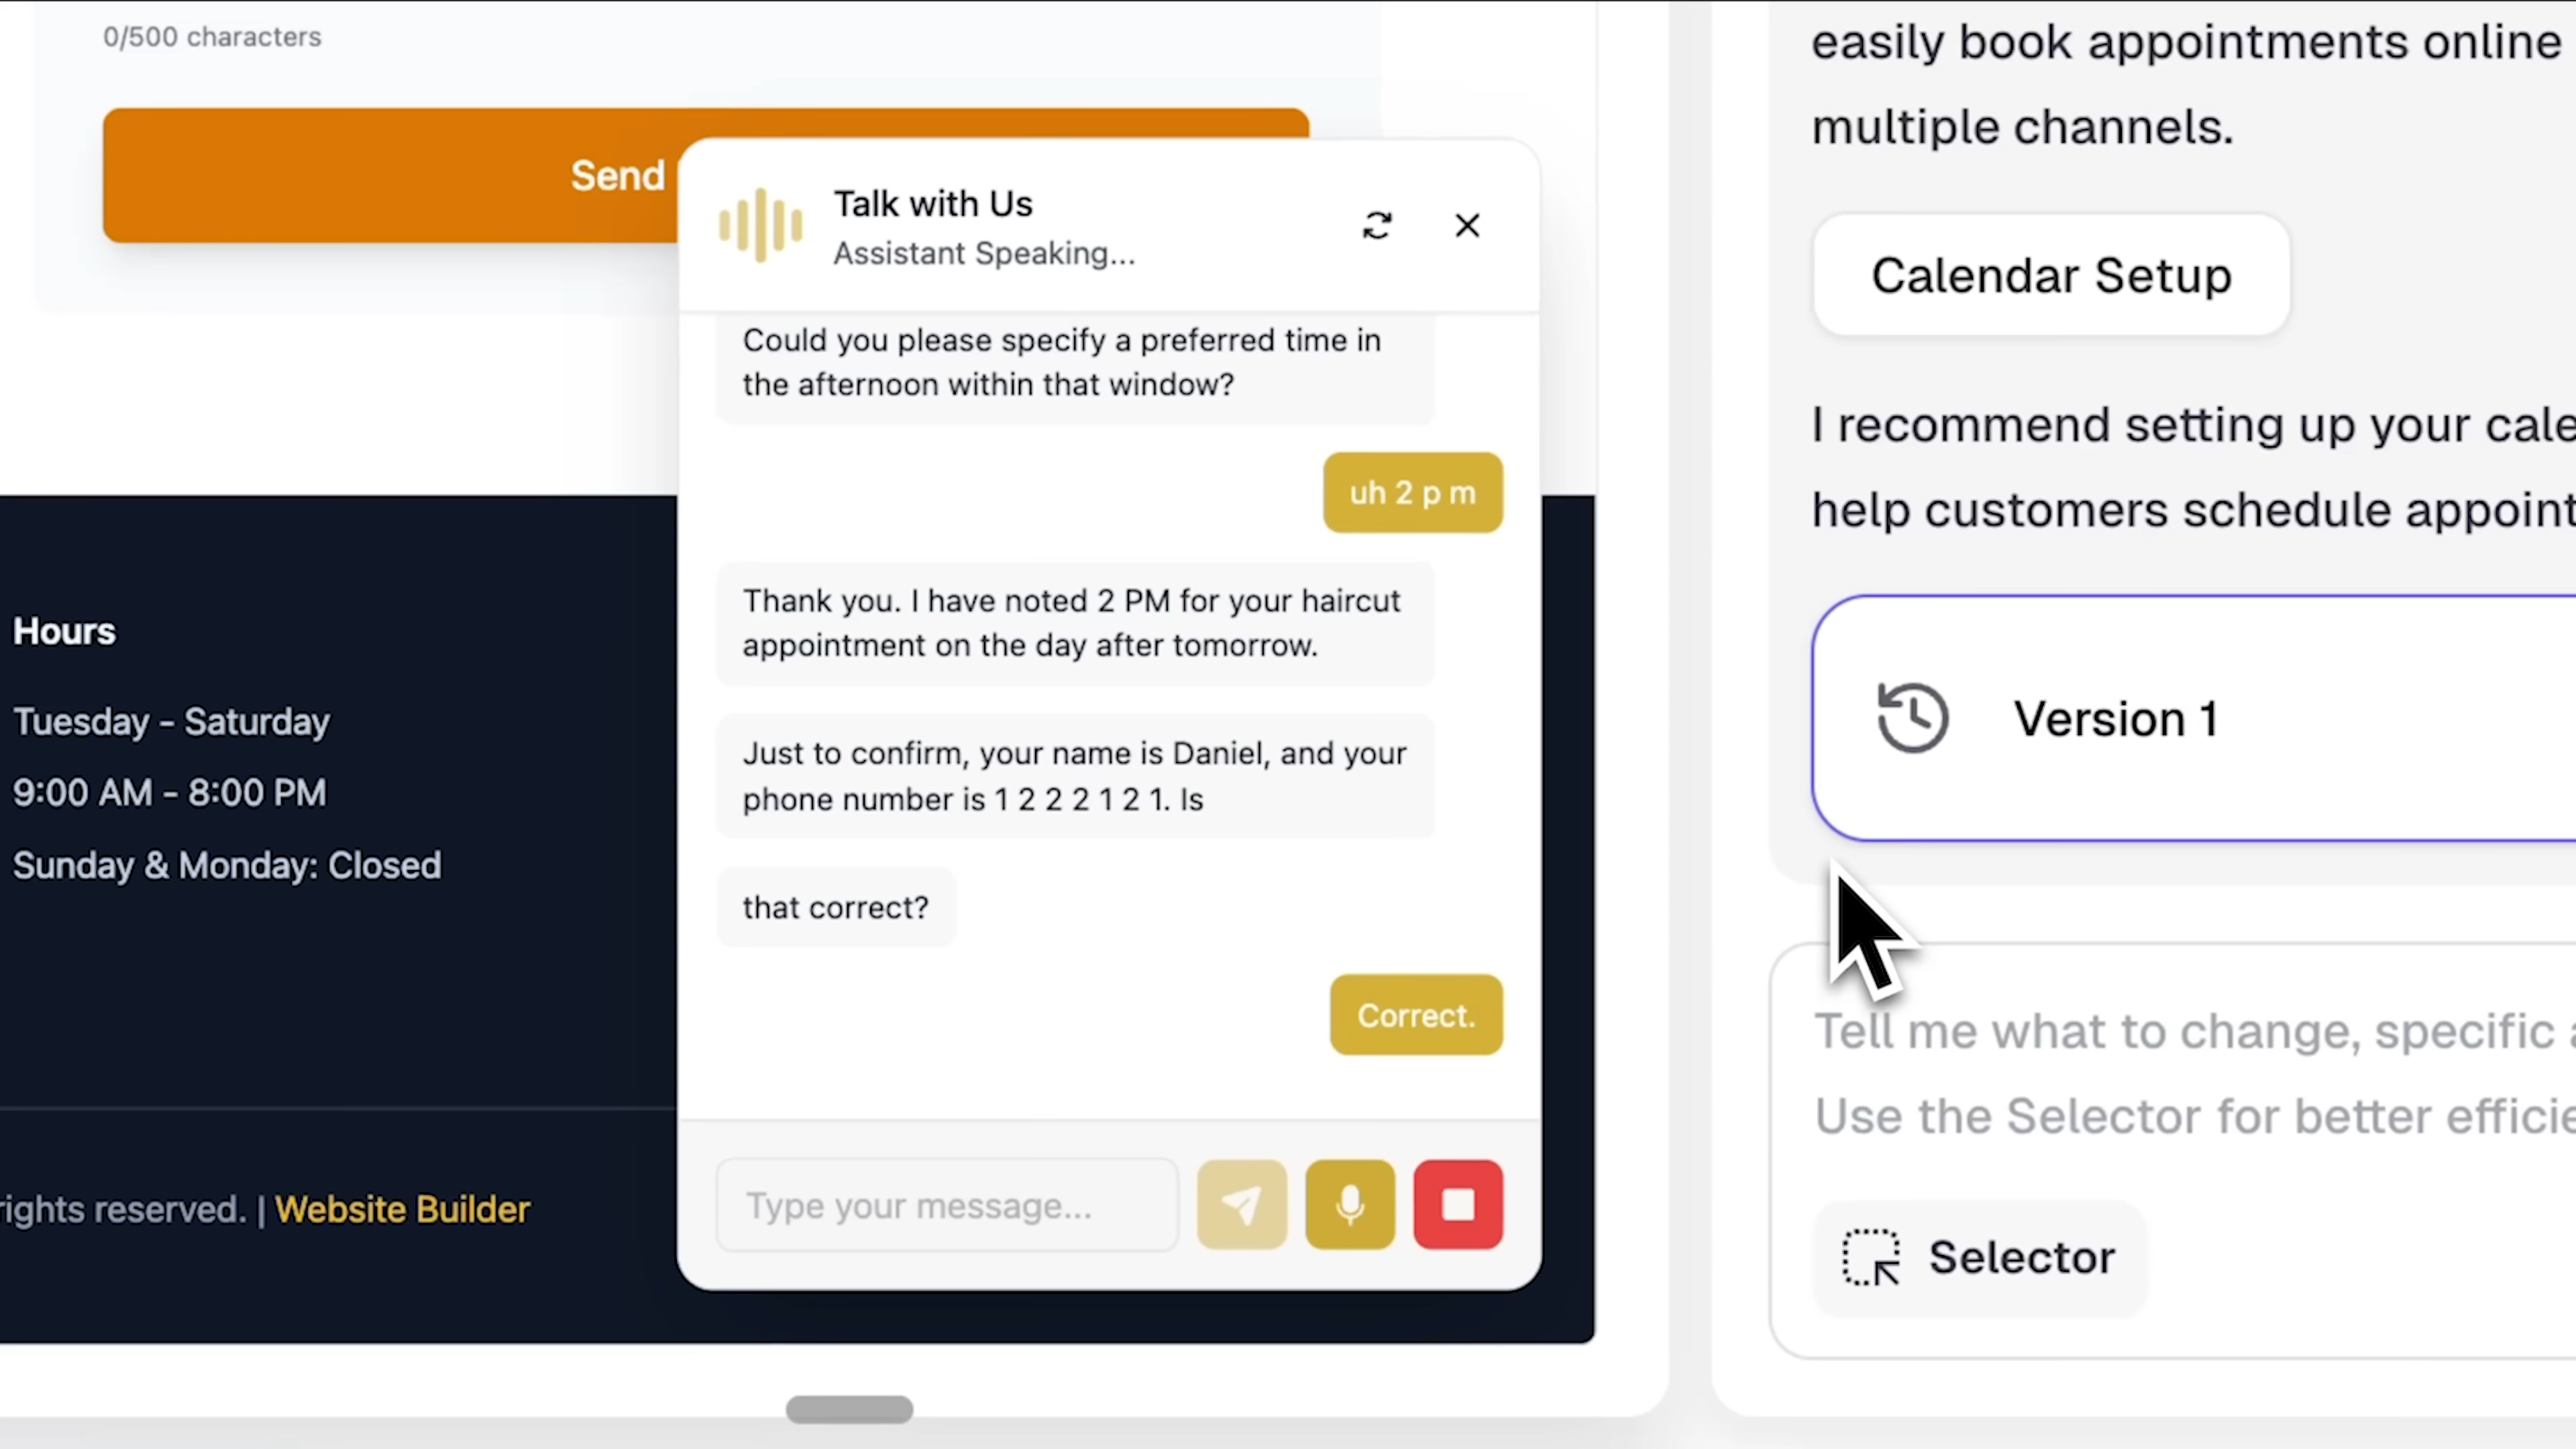 0/500 characters
Send
Talk with Us
Assistant Speaking...
Could you please specify a preferred time in
the afternoon within that window?
uh 2 p m
Thank you. I have noted 2 PM for your haircut
appointment on the day after tomorrow.
Just to confirm, your name is Daniel, and your
phone number is 1 2 2 2 1 2 1. Is
that correct?
Correct.
Type your message...
Hours
Tuesday - Saturday
9:00 AM - 8:00 PM
Sunday & Monday: Closed
rights reserved. | Website Builder
easily book appointments online
multiple channels.
Calendar Setup
I recommend setting up your cale
help customers schedule appoint
Version 1
Tell me what to change, specific a
Use the Selector for better efficie
Selector